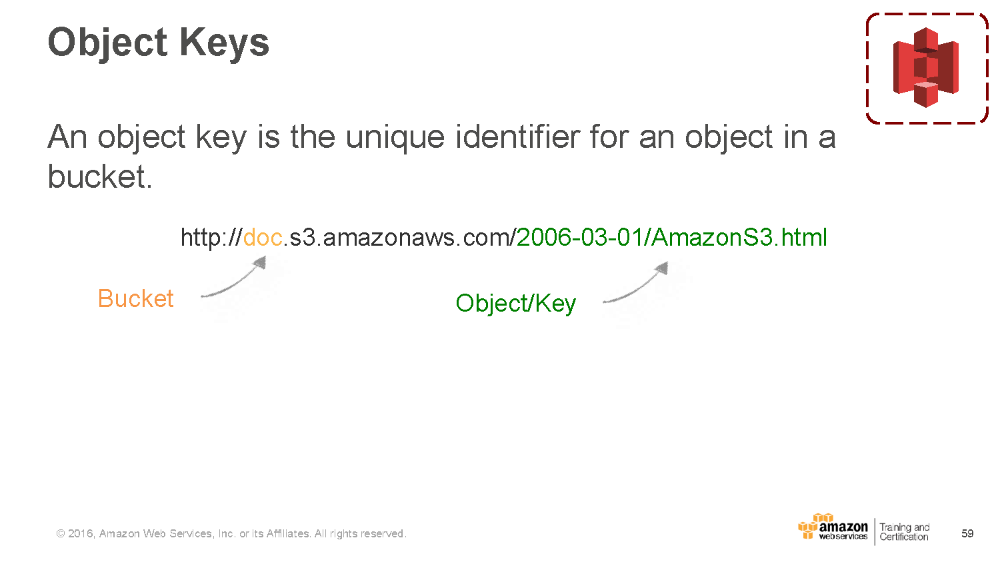 Object Keys
An object key is the unique identifier for an object in a
bucket.
http://doc.s3.amazonaws.com/2006-03-01/AmazonS3.html
Bucket
Object/Key
© 2016, Amazon Web Services, Inc. or its Affiliates. All rights reserved.
amazon
web services
Training and
Certification
59